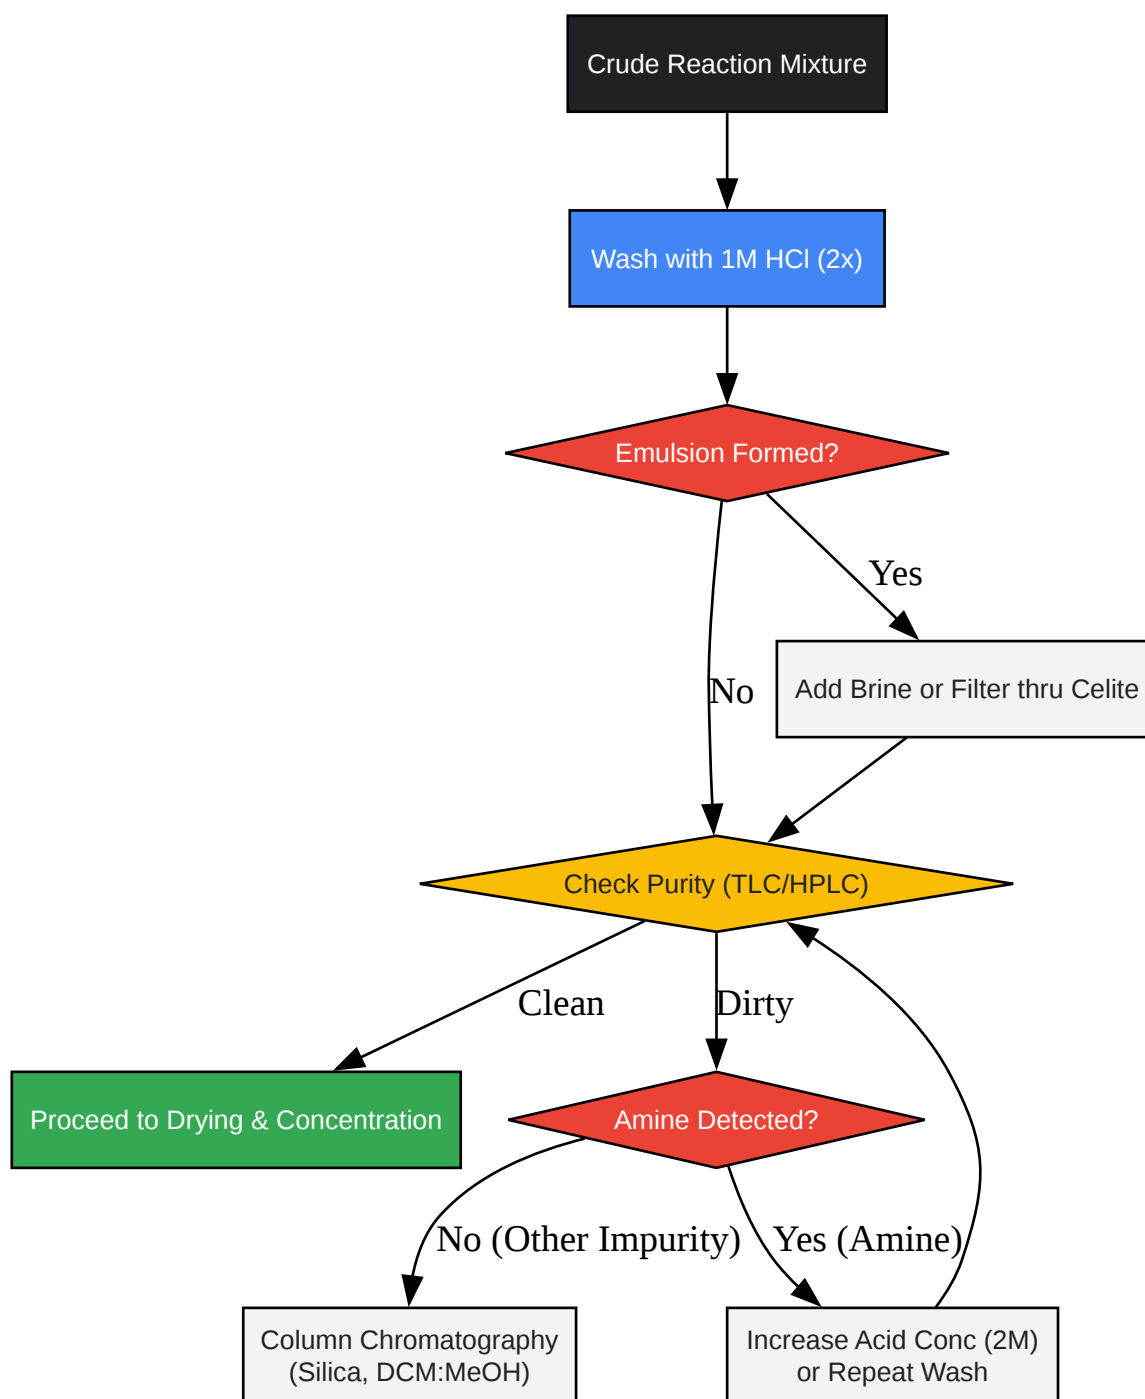 Crude Reaction Mixture
Wash with 1M HCl (2x)
Emulsion Formed?
Yes
No
Add Brine or Filter thru Celite
Check Purity (TLC/HPLC)
Clean
Dirty
Proceed to Drying & Concentration
Amine Detected?
No (Other Impurity)
Yes (Amine)
Column Chromatography
(Silica, DCM:MeOH)
Increase Acid Conc (2M)
or Repeat Wash